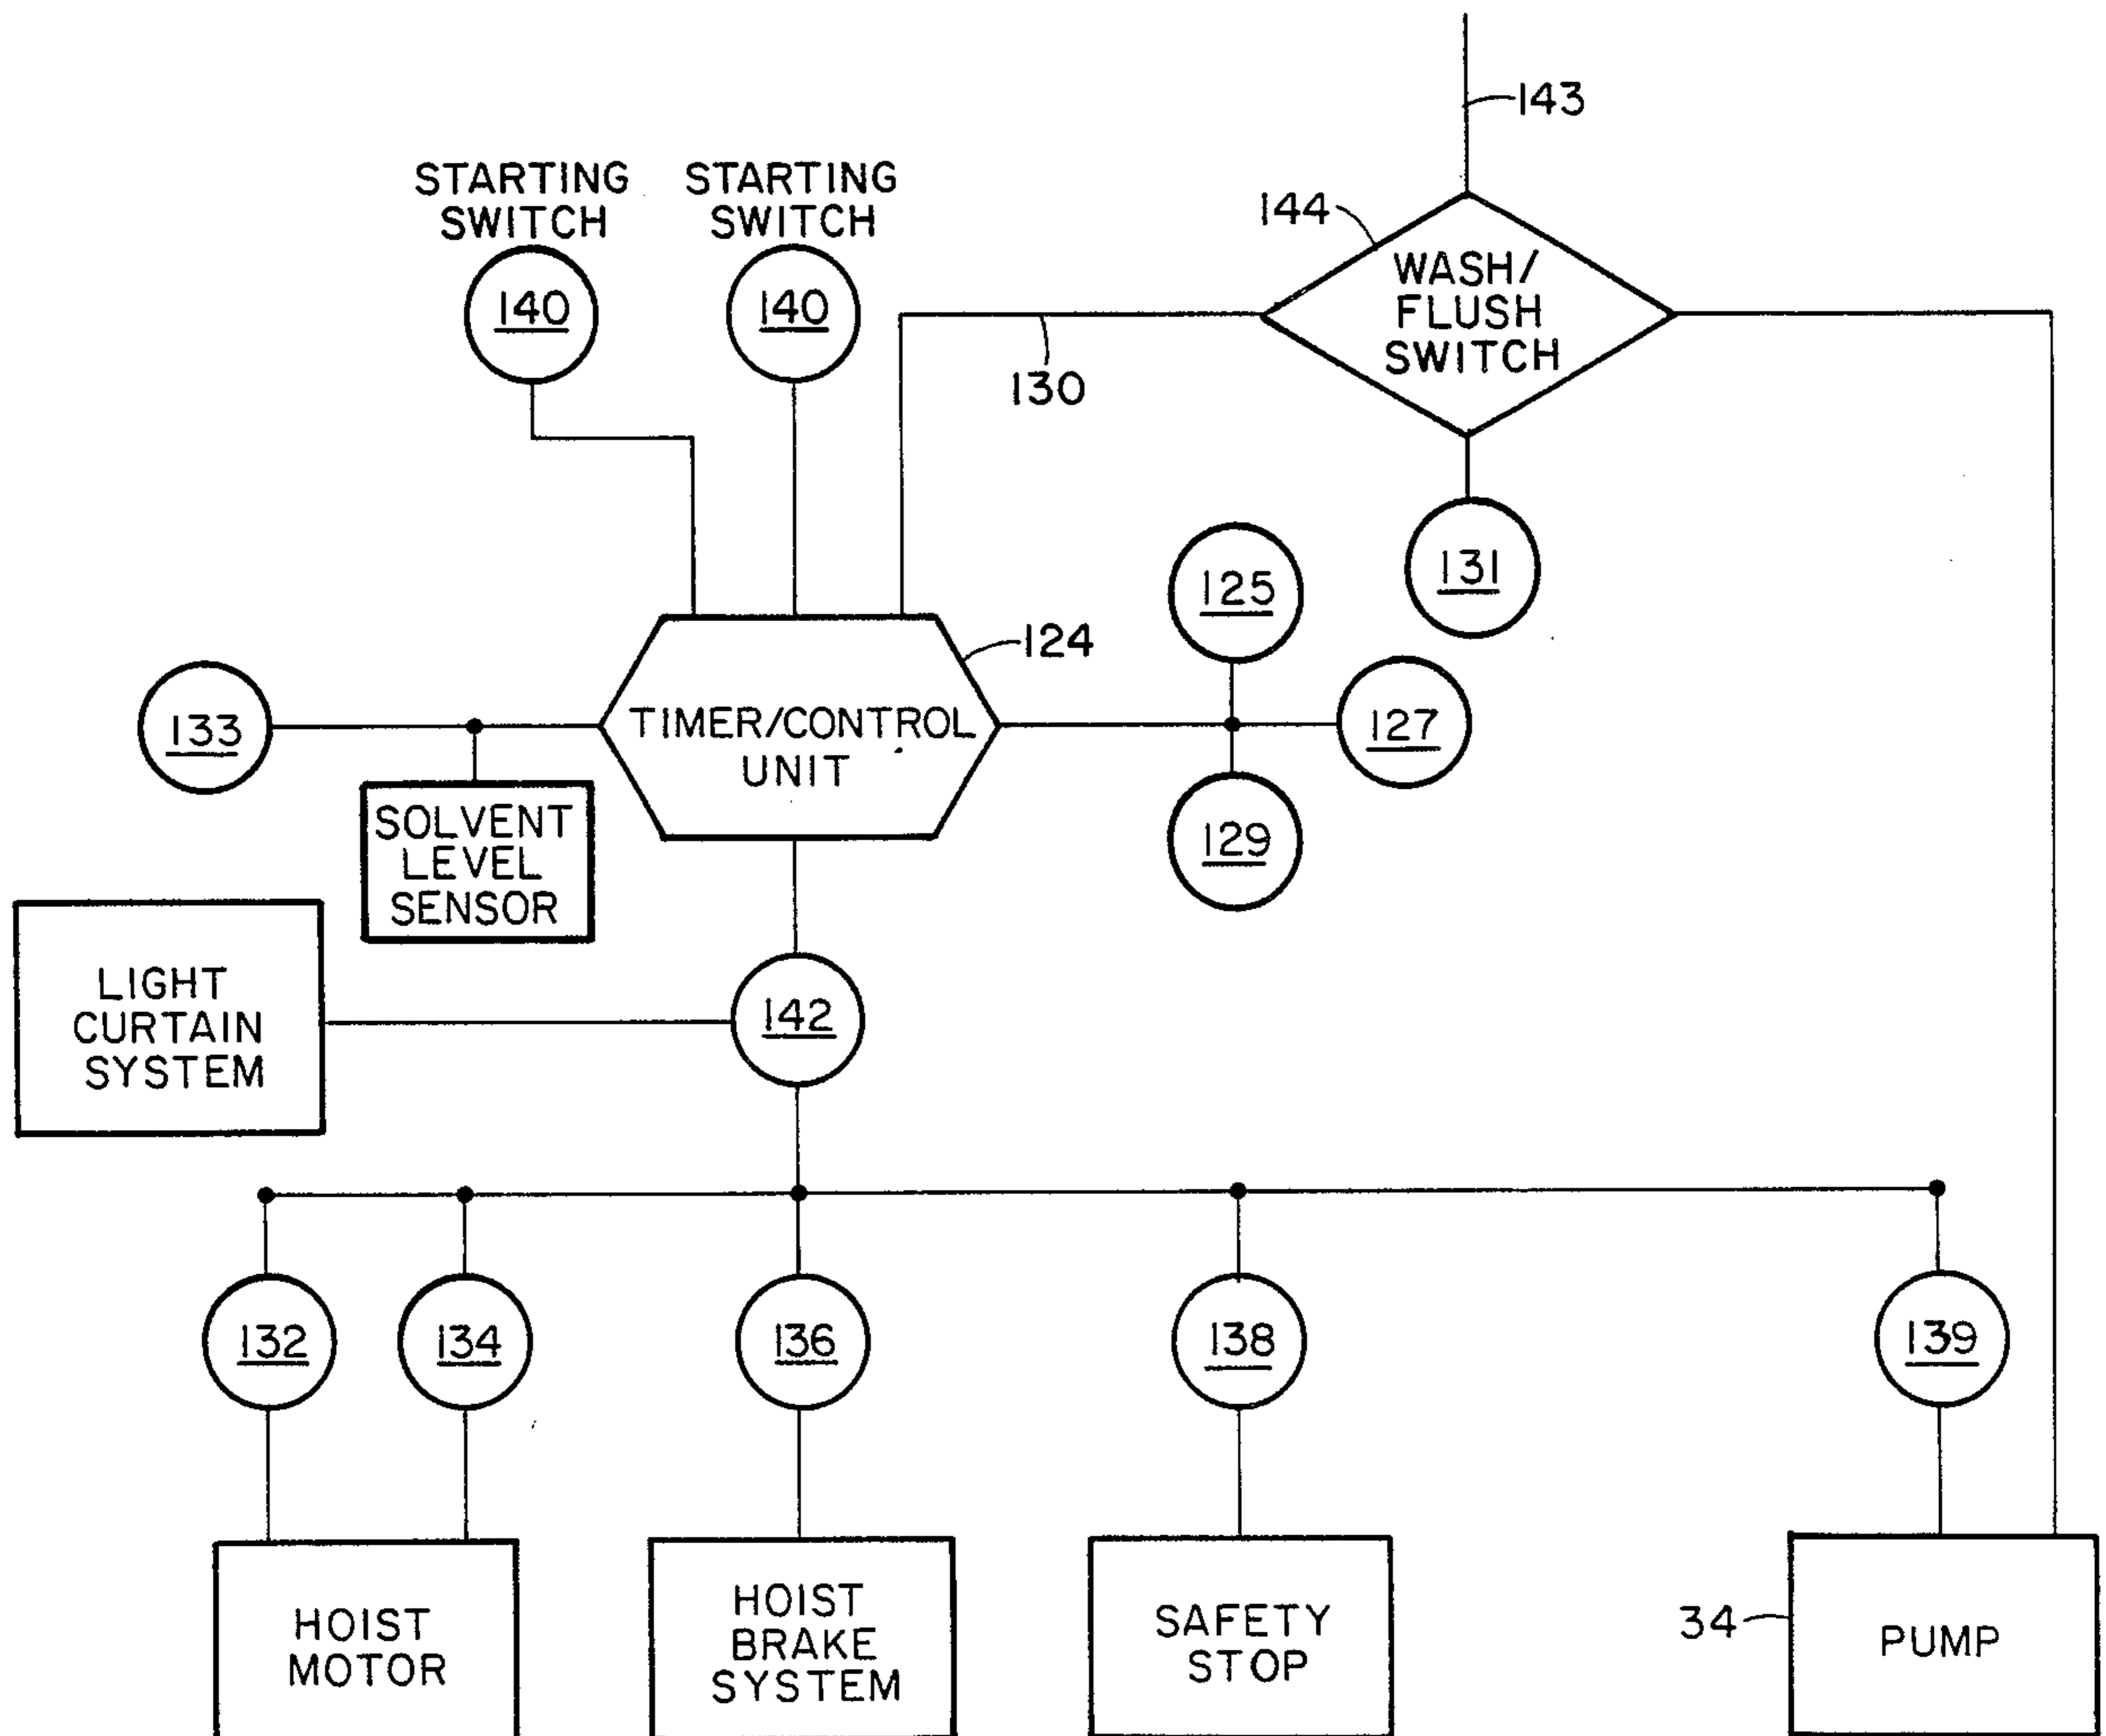 143
STARTING
SWITCH
STARTING
SWITCH
144
140
140
WASH/
FLUSH
SWITCH
130
131
125
124
133
TIMER/CONTROL
UNIT
127
SOLVENT
LEVEL
SENSOR
129
LIGHT
CURTAIN
SYSTEM
142
132
134
136
138
139
HOIST
MOTOR
HOIST
BRAKE
SYSTEM
SAFETY
STOP
34
PUMP